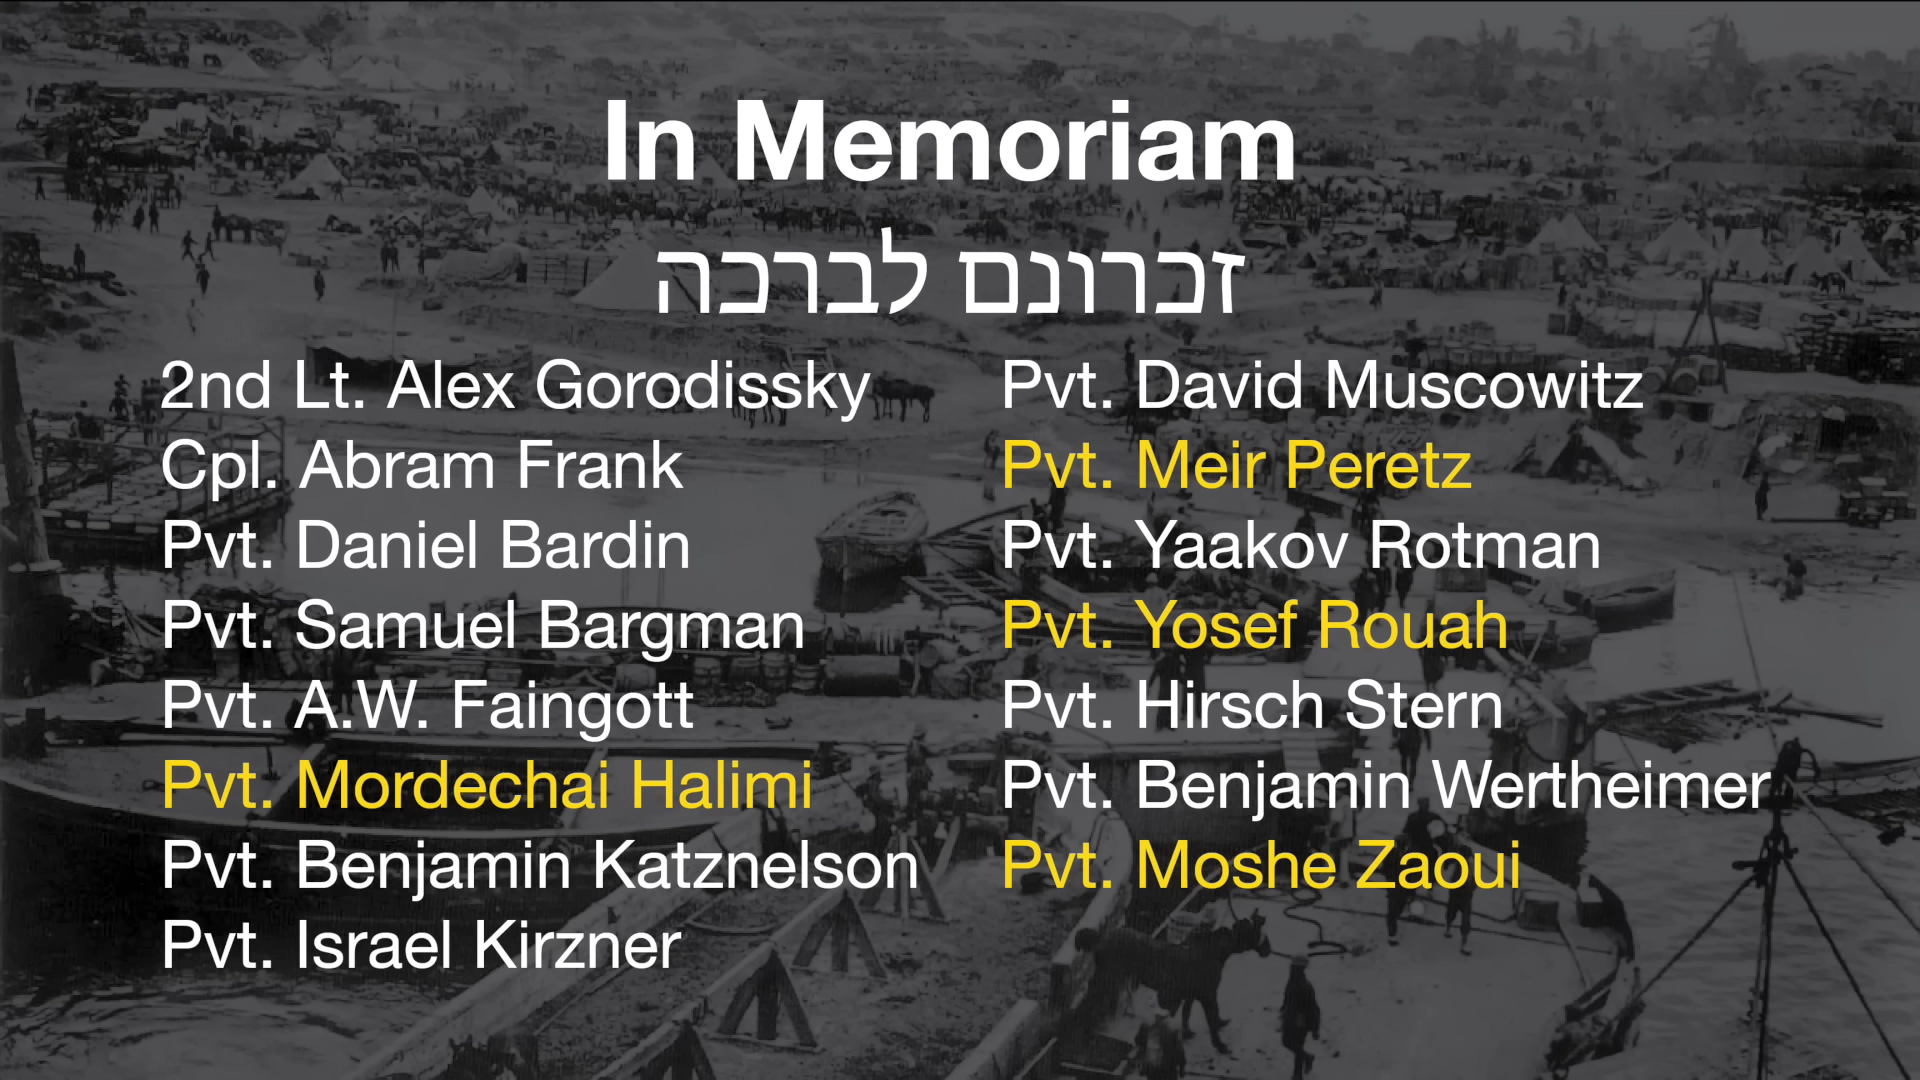 In Memoriam
זכרונם לברכה
2nd Lt. Alex Gorodissky
Cpl. Abram Frank
Pvt. Daniel Bardin
Pvt. Samuel Bargman
Pvt. A.W. Faingott
Pvt. Mordechai Halimi
Pvt. Benjamin Katznelson
Pvt. Israel Kirzner
Pvt. David Muscowitz
Pvt. Meir Peretz
Pvt. Yaakov Rotman
Pvt. Yosef Rouah
Pvt. Hirsch Stern
Pvt. Benjamin Wertheimer
Pvt. Moshe Zaoui